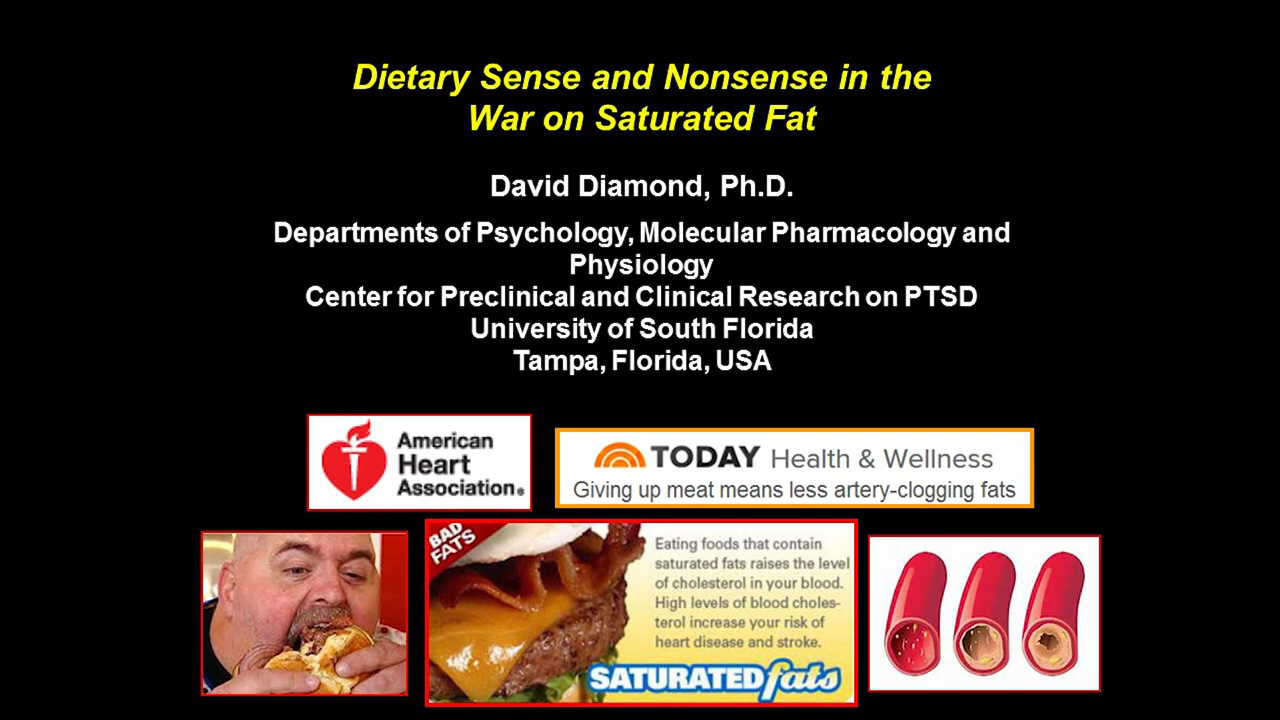 Dietary Sense and Nonsense in the
War on Saturated Fat
David Diamond, Ph.D.
Departments of Psychology, Molecular Pharmacology and
Physiology
Center for Preclinical and Clinical Research on PTSD
University of South Florida
Tampa, Florida, USA
American
Heart
Association®
TODAY Health & Wellness
Giving up meat means less artery-clogging fats
BAD
FATS
Eating foods that contain
saturated fats raises the level
of cholesterol in your blood.
High levels of blood choles-
terol increase your risk of
heart disease and stroke.
SATURATED fats